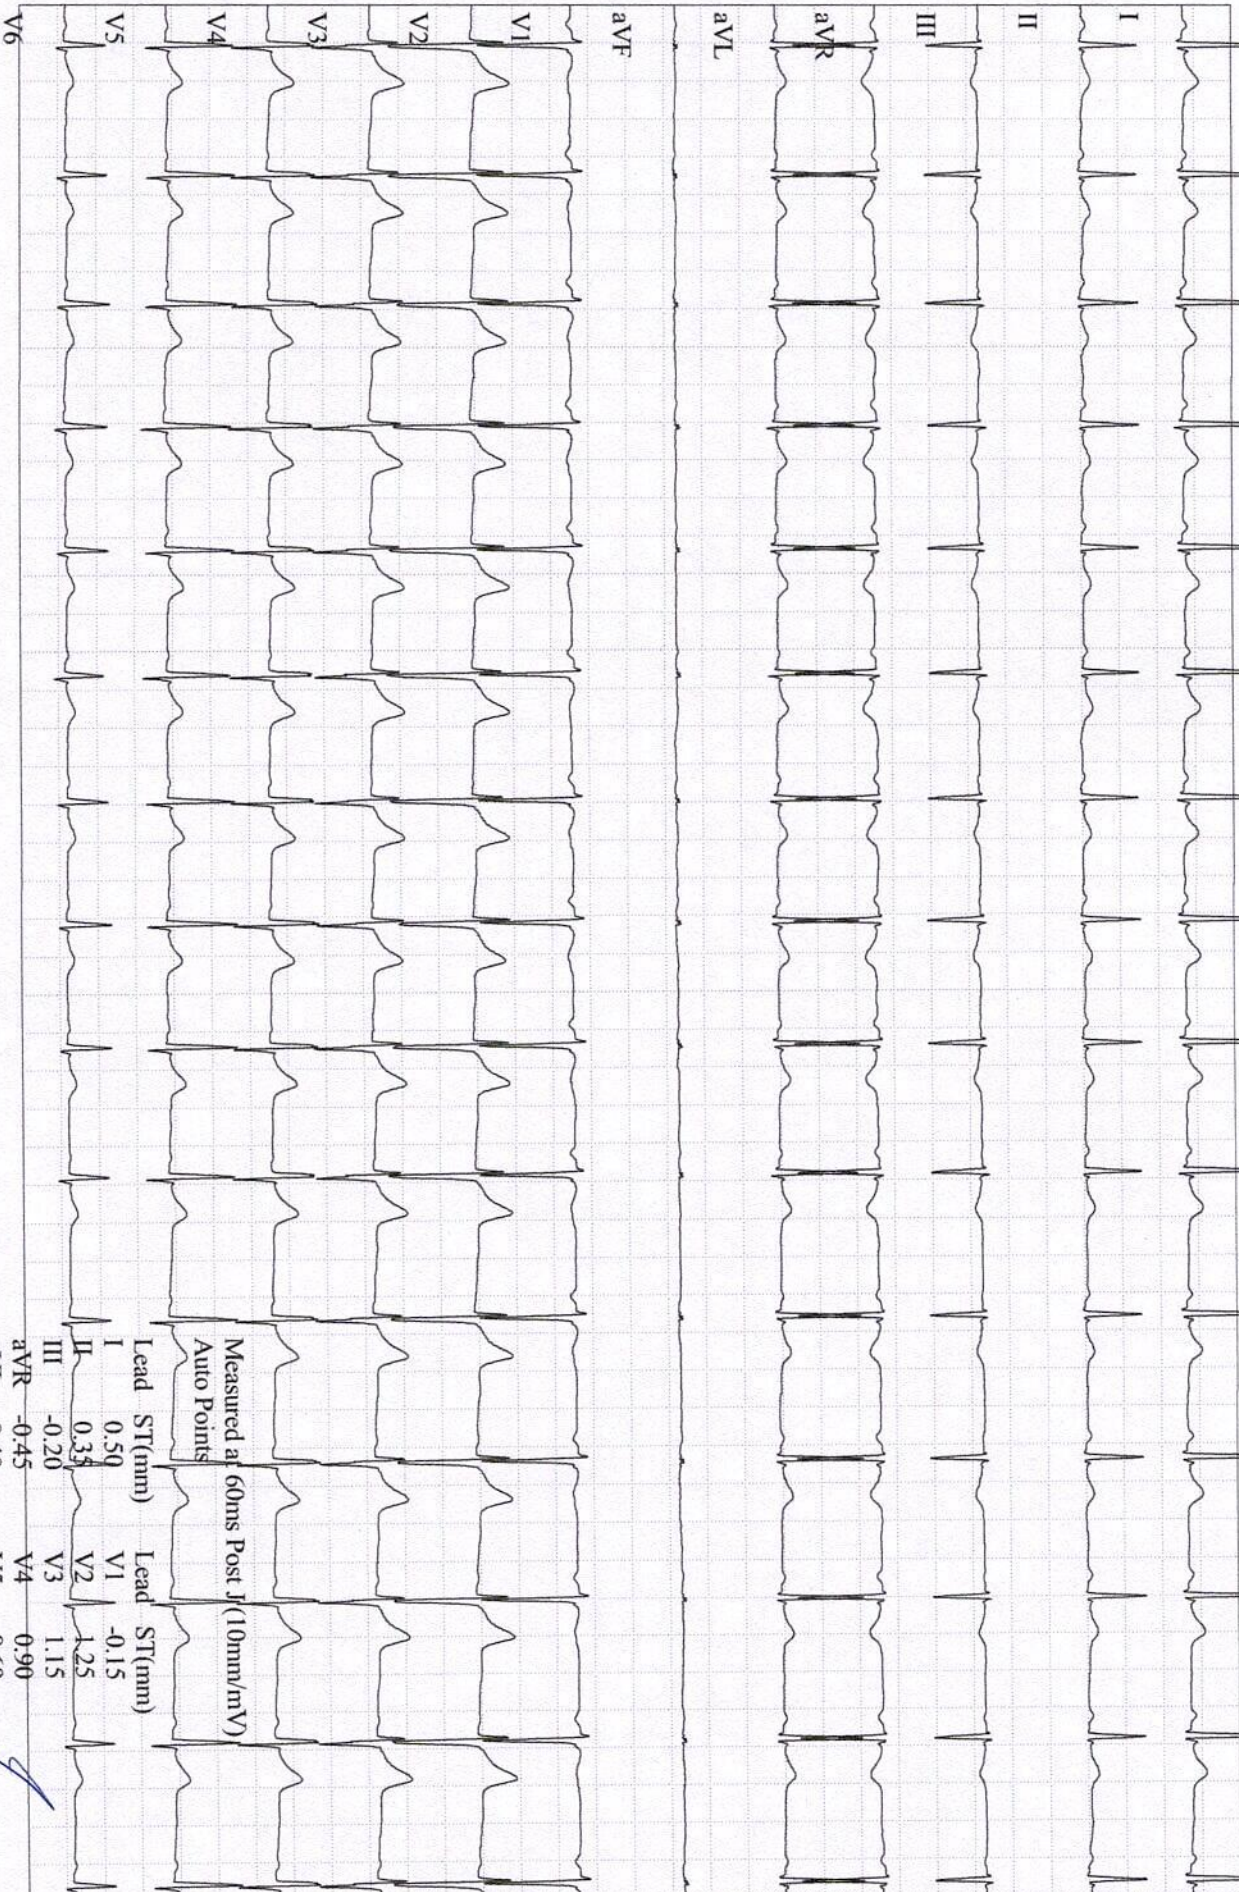 I
II
III
aVR
aVL
aVF
V1
V2
V3
V4
V5
V6
Measured at 60ms Post J (10mm/mV)
Auto Points
Lead ST(mm) Lead ST(mm)
I 0.50 V1 -0.15
II 0.35 V2 1.25
III -0.20 V3 1.15
aVR -0.45 V4 0.90